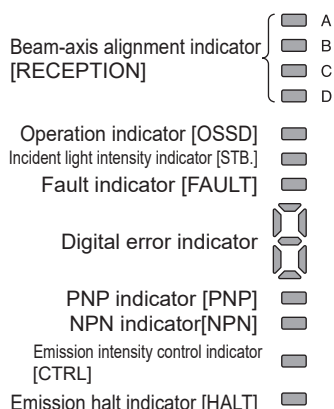 A
Beam-axis alignment indicator B
[RECEPTION] C
D
Operation indicator [OSSD]
Incident light intensity indicator [STB.]
Fault indicator [FAULT]
Digital error indicator
PNP indicator [PNP]
NPN indicator[NPN]
Emission intensity control indicator
[CTRL]
Emission halt indicator [HALT]